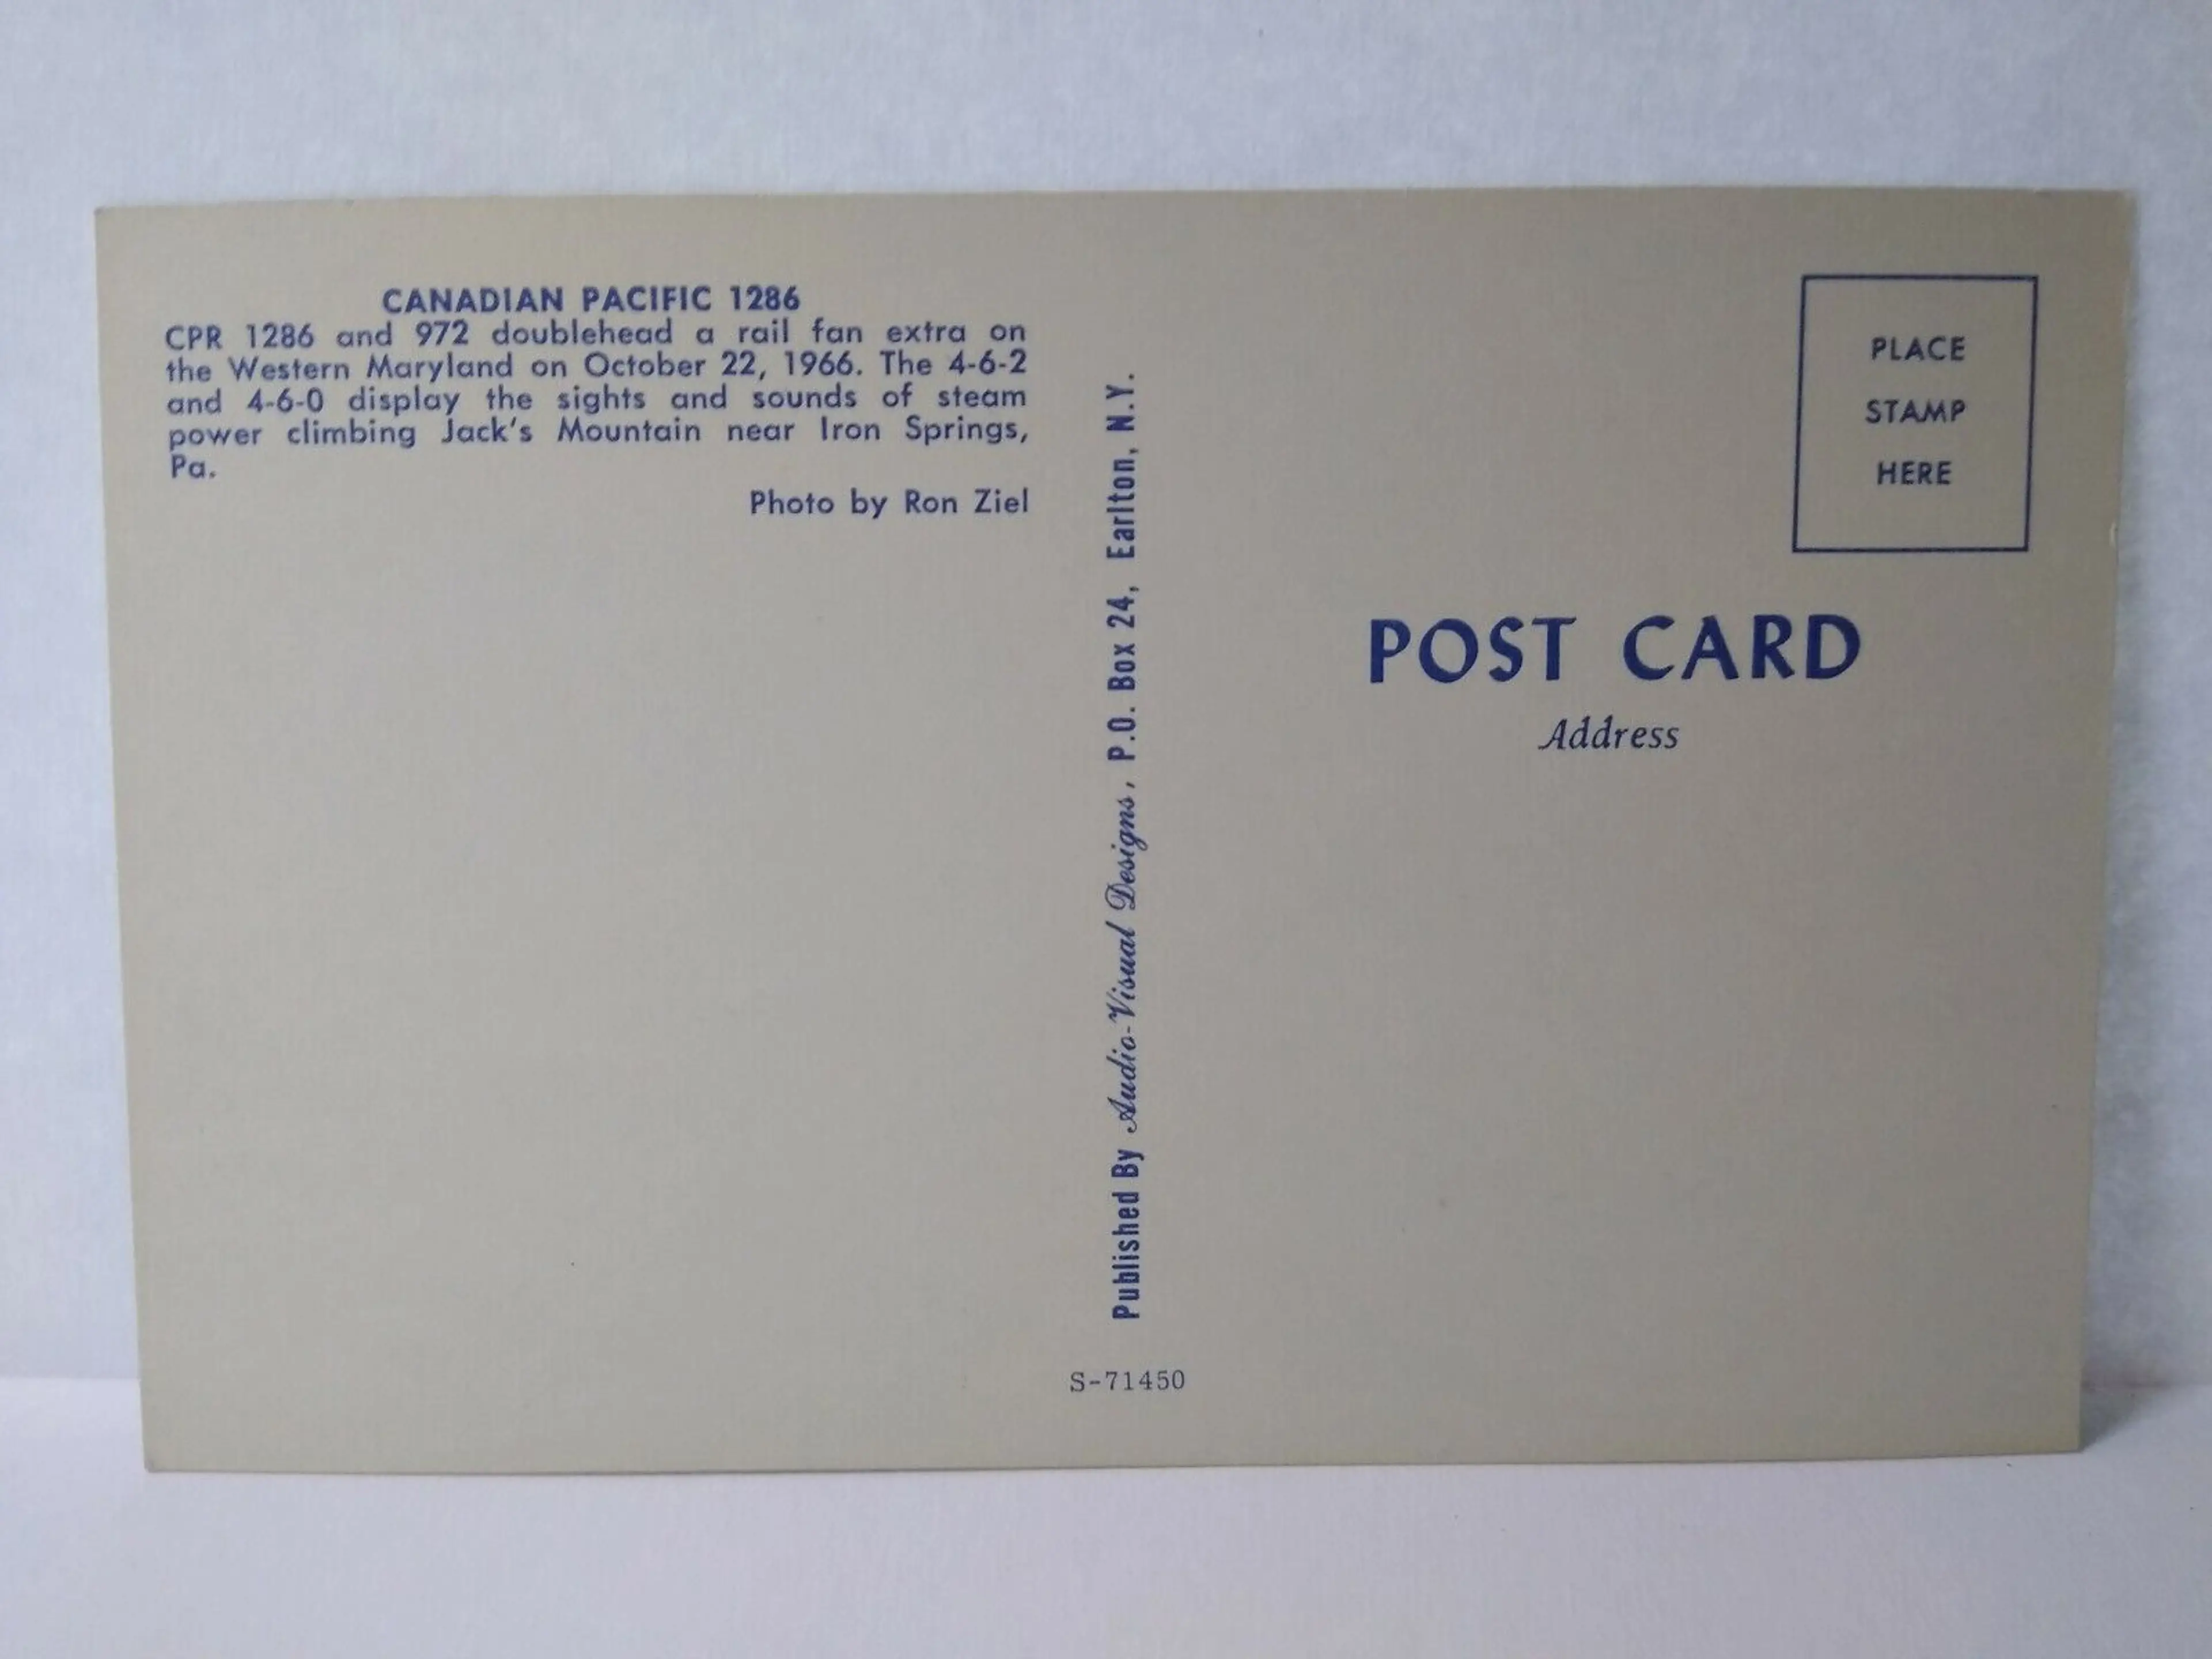 CANADIAN PACIFIC 1286
CPR 1286 and 972 doublehead a rail fan extra on
the Western Maryland on October 22, 1966. The 4-6-2
and 4-6-0 display the sights and sounds of steam
power climbing Jack's Mountain near Iron Springs,
Pa.
Photo by Ron Ziel
Published By Audio-Visual Designs, P.O. Box 24, Earlton, N.Y.
S-71450
PLACE
STAMP
HERE
POST CARD
Address